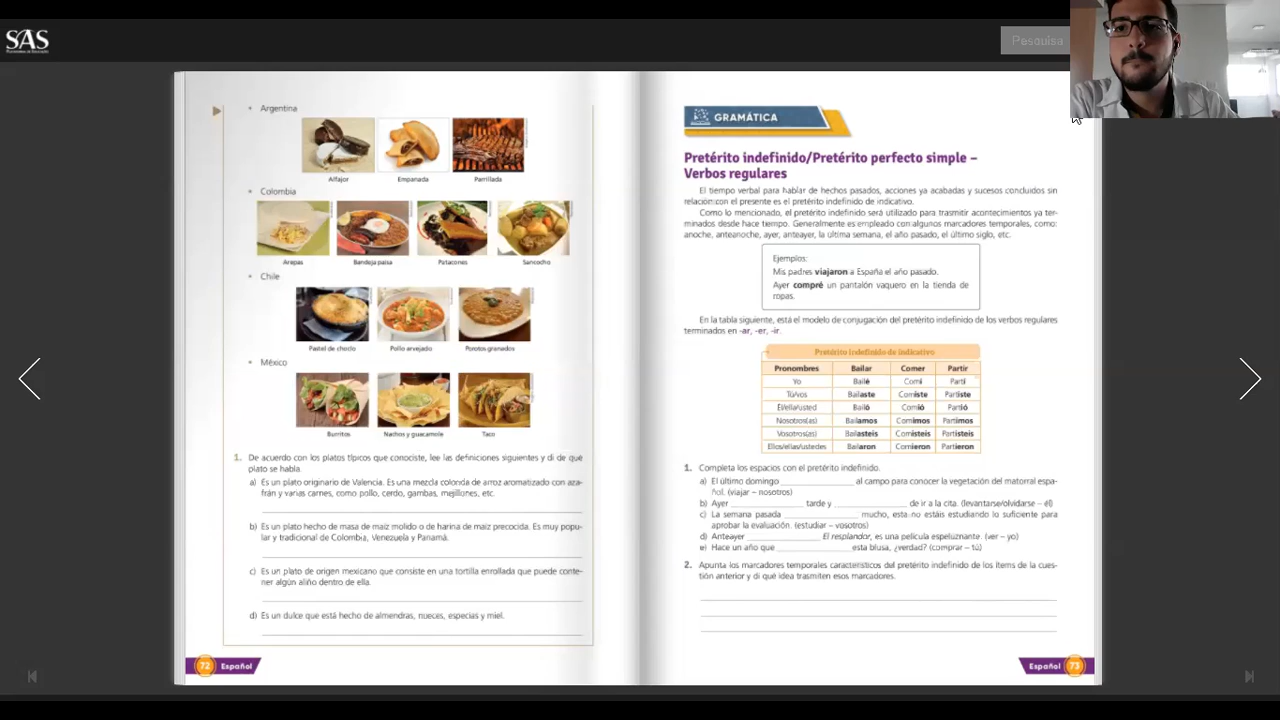 SAS
Pesquisa
Argentina
Alfajor Empanada Parrillada
Colombia
Arepas Bandeja paisa Patacones Sancocho
Chile
Pastel de choclo Pollo arvejado Porotos granados
México
Burritos Nachos y guacamole Taco
1. De acuerdo con los platos típicos que conociste, lee las definiciones siguientes y di de qué
plato se habla.
a) Es un plato originario de Valencia. Es una mezcla colorida de arroz aromatizado con aza-
frán y varias carnes, como pollo, cerdo, gambas, mejillones, etc.
b) Es un plato hecho de masa de maíz molido o de harina de maíz precocida. Es muy popu-
lar y tradicional de Colombia, Venezuela y Panamá.
c) Es un plato de origen mexicano que consiste en una tortilla enrollada que puede conte-
ner algún aliño dentro de ella.
d) Es un dulce que está hecho de almendras, nueces, especias y miel.
72 Español
GRAMÁTICA
Pretérito indefinido/Pretérito perfecto simple –
Verbos regulares
El tiempo verbal para hablar de hechos pasados, acciones ya acabadas y sucesos concluidos sin
relación con el presente es el pretérito indefinido de indicativo.
Como lo mencionado, el pretérito indefinido será utilizado para trasmitir acontecimientos ya ter-
minados desde hace tiempo. Generalmente es empleado con algunos marcadores temporales, como:
anoche, anteanoche, ayer, anteayer, la última semana, el año pasado, el último siglo, etc.
Ejemplos:
Mis padres viajaron a España el año pasado.
Ayer compré un pantalón vaquero en la tienda de
ropas.
En la tabla siguiente, está el modelo de conjugación del pretérito indefinido de los verbos regulares
terminados en -ar, -er, -ir.
Pretérito indefinido de indicativo
Pronombres Bailar Comer Partir
Yo Bailé Comí Partí
Tú/vos Bailaste Comiste Partiste
Él/ella/usted Bailó Comió Partió
Nosotros(as) Bailamos Comimos Partimos
Vosotros(as) Bailasteis Comisteis Partisteis
Ellos/ellas/ustedes Bailaron Comieron Partieron
1. Completa los espacios con el pretérito indefinido.
a) El último domingo ____________ al campo para conocer la vegetación del matorral espa-
ñol. (viajar – nosotros)
b) Ayer ____________ tarde y ____________ de ir a la cita. (levantarse/olvidarse – él)
c) La semana pasada ____________ mucho, esta no estáis estudiando lo suficiente para
aprobar la evaluación. (estudiar – vosotros)
d) Anteayer ____________ El resplandor, es una película espeluznante. (ver – yo)
e) Hace un año que ____________ esta blusa, ¿verdad? (comprar – tú)
2. Apunta los marcadores temporales característicos del pretérito indefinido de los ítems de la cues-
tión anterior y di qué idea trasmiten esos marcadores.
Español 73